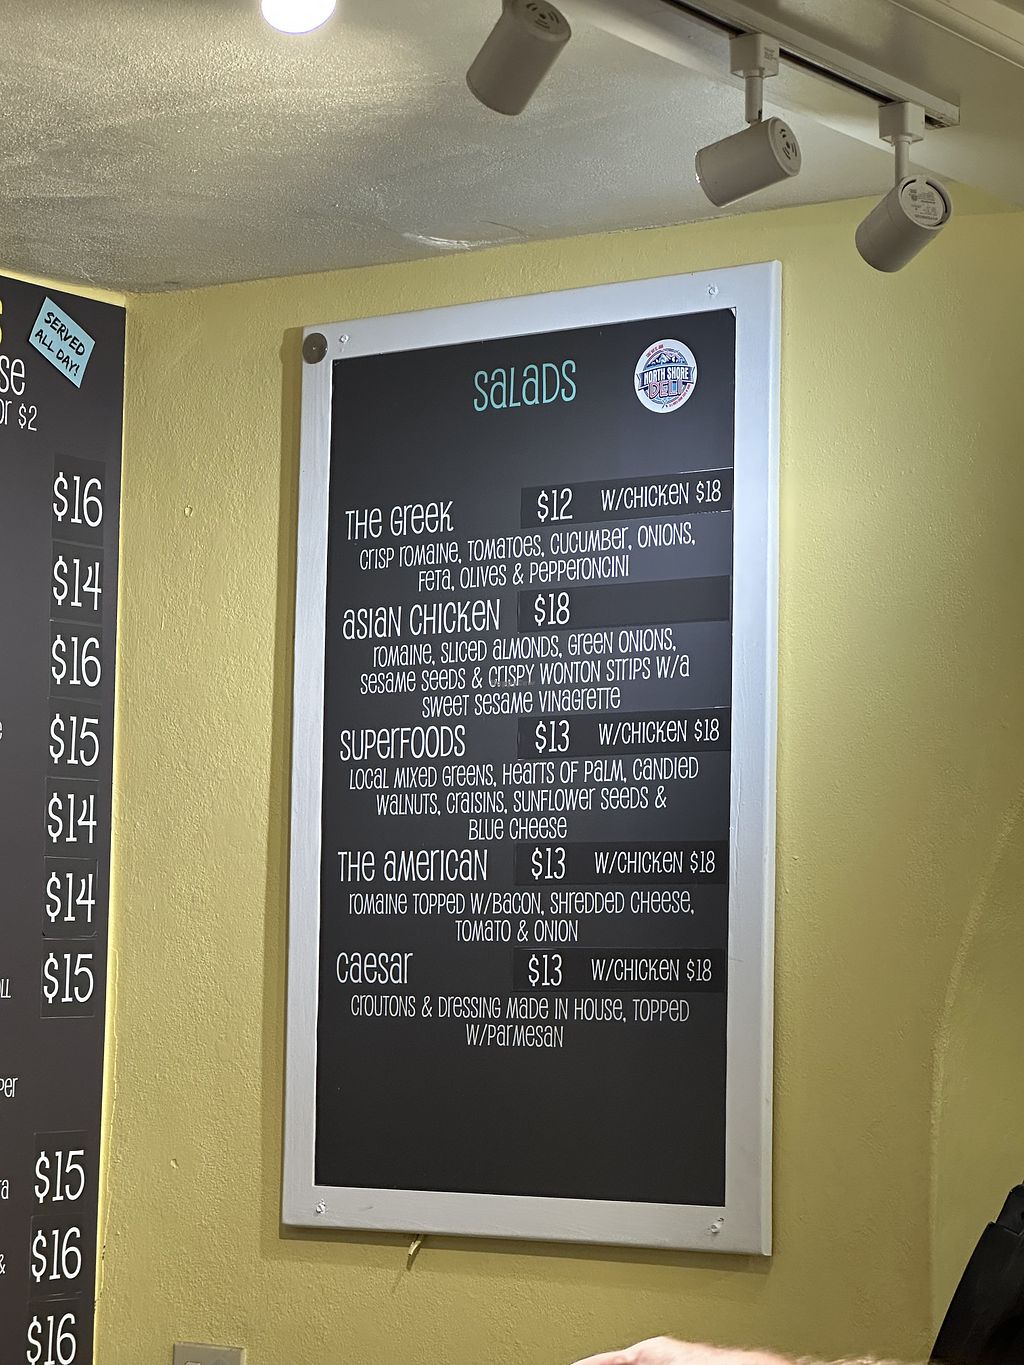 SERVED
ALL DAY!
or $2
$16
$14
$16
$15
$14
$14
$15
$15
$16
$16
SALADS
NORTH SHORE
DELI
THE GREEK $12 W/CHICKEN $18
CRISP ROMAINE, TOMATOES, CUCUMBER, ONIONS,
FETA, OLIVES & PEPPERONCINI
ASIAN CHICKEN $18
ROMAINE, SLICED ALMONDS, GREEN ONIONS,
SESAME SEEDS & CRISPY WONTON STRIPS W/A
SWEET SESAME VINAGRETTE
SUPERFOODS $13 W/CHICKEN $18
LOCAL MIXED GREENS, HEARTS OF PALM, CANDIED
WALNUTS, CRAISINS, SUNFLOWER SEEDS &
BLUE CHEESE
THE AMERICAN $13 W/CHICKEN $18
ROMAINE TOPPED W/BACON, SHREDDED CHEESE,
TOMATO & ONION
CAESAR $13 W/CHICKEN $18
CROUTONS & DRESSING MADE IN HOUSE, TOPPED
W/PARMESAN